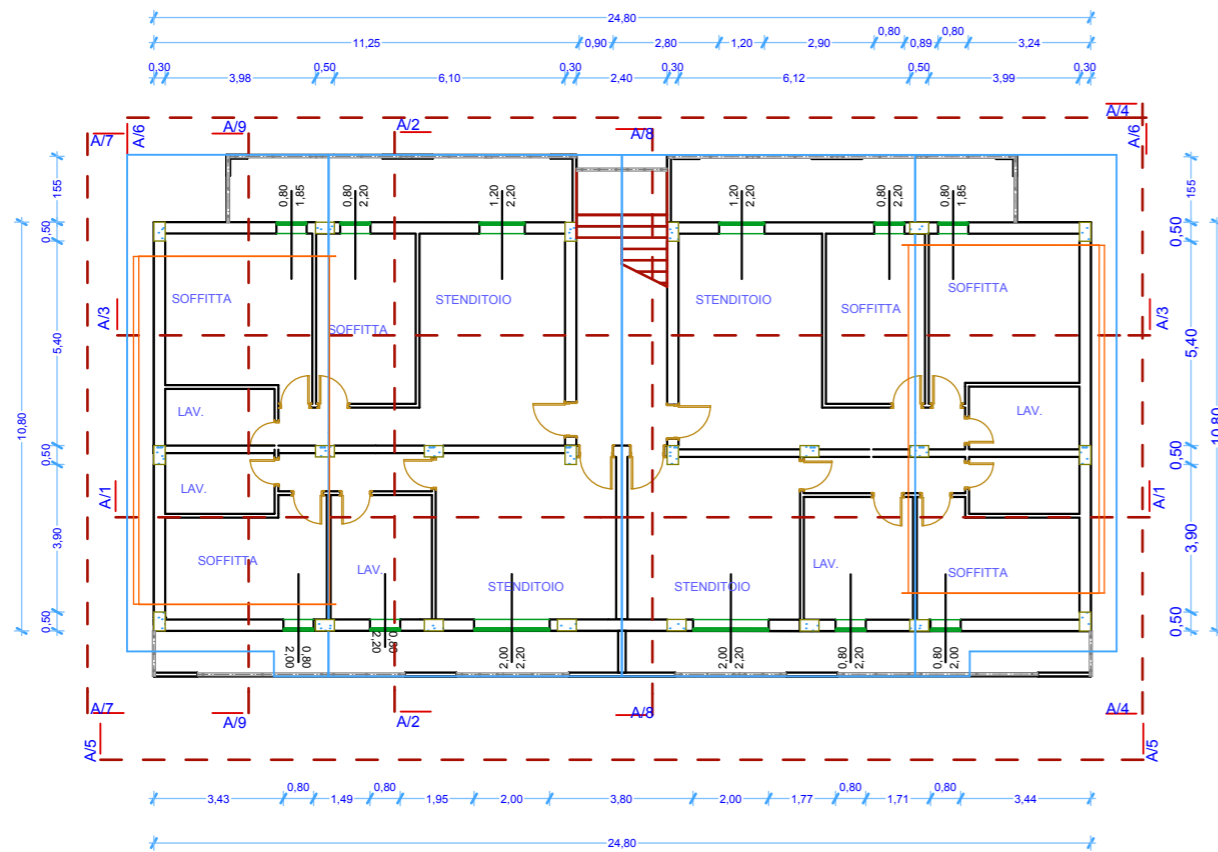 24,80
11,25 0,90 2,80 1,20 2,90 0,80 0,89 0,80 3,24
0,30 3,98 0,50 6,10 0,30 2,40 0,30 6,12 0,50 3,99 0,30
A/7 A/6 A/9 A/2 A/8 A/4 A/6
155 155
0,80 1,85 0,80 2,20 1,20 2,20 1,20 2,20 0,80 2,20 0,80 1,85
0,50 0,50
SOFFITTA STENDITOIO STENDITOIO SOFFITTA SOFFITTA
SOFFITTA
A/3 A/3
5,40 5,40
LAV. LAV.
10,80 10,80
0,50 0,50
LAV.
A/1 A/1
3,90 3,90
SOFFITTA LAV. STENDITOIO STENDITOIO LAV. SOFFITTA
0,50 0,50
2,00 0,80 2,20 0,80 2,00 2,20 2,00 2,20 0,80 2,20 0,80 2,00
A/7 A/9 A/2 A/8 A/4
A/5 A/5
3,43 0,80 1,49 0,80 1,95 2,00 3,80 2,00 1,77 0,80 1,71 0,80 3,44
24,80